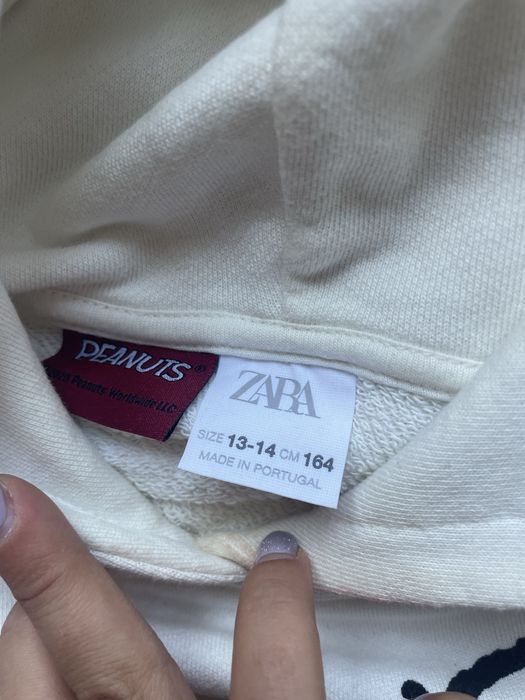 PEANUTS®
Peanuts Worldwide LLC
ZARA
SIZE 13-14 CM 164
MADE IN PORTUGAL